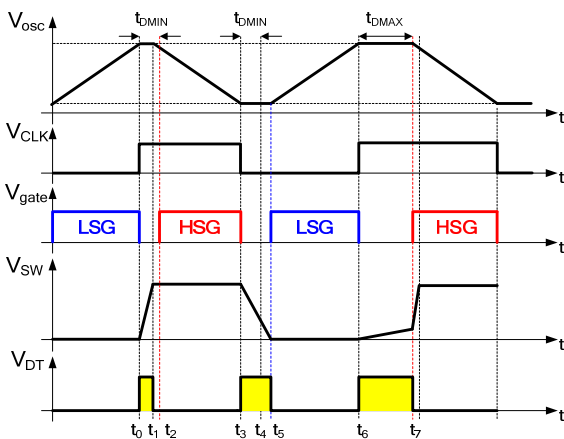 tDMIN tDMIN tDMAX
Vosc
t
VCLK
t
Vgate
LSG HSG LSG HSG
t
VSW
t
VDT
t
t0 t1 t2 t3 t4 t5 t6 t7